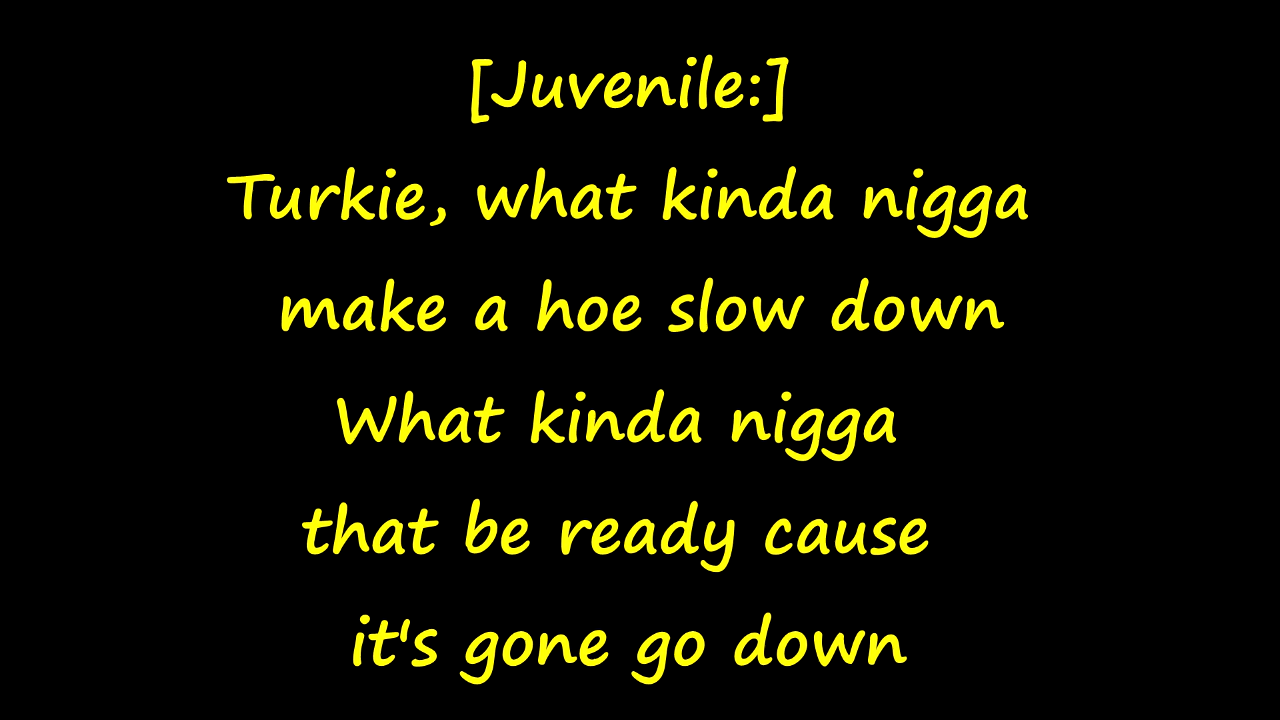 [Juvenile:]
Turkie, what kinda nigga
make a hoe slow down
What kinda nigga
that be ready cause
it's gone go down